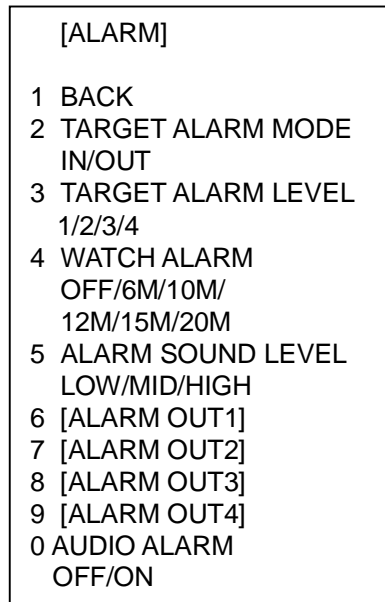 [ALARM]
1 BACK
2 TARGET ALARM MODE
IN/OUT
3 TARGET ALARM LEVEL
1/2/3/4
4 WATCH ALARM
OFF/6M/10M/
12M/15M/20M
5 ALARM SOUND LEVEL
LOW/MID/HIGH
6 [ALARM OUT1]
7 [ALARM OUT2]
8 [ALARM OUT3]
9 [ALARM OUT4]
0 AUDIO ALARM
OFF/ON